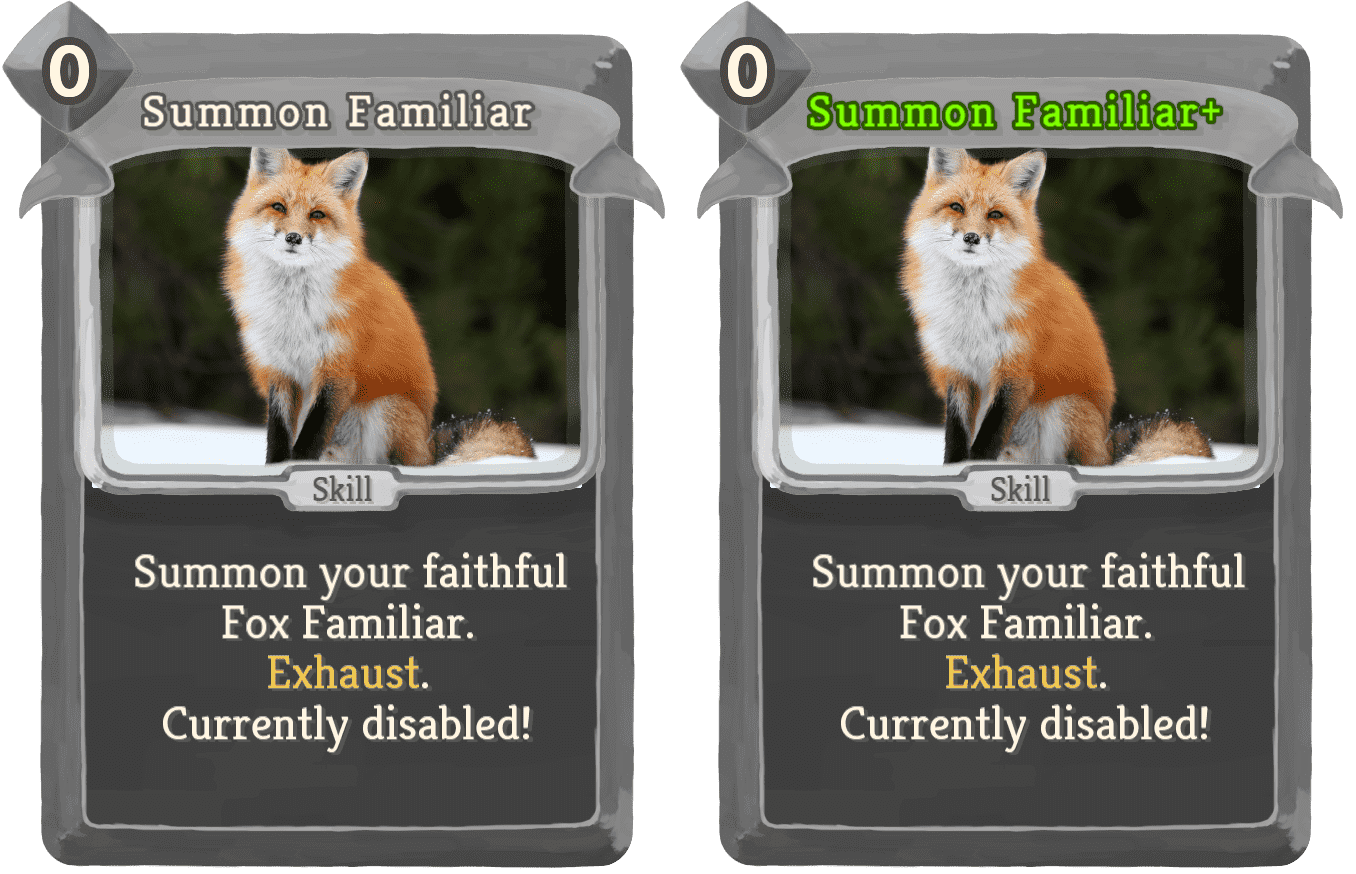 0
Summon Familiar
Skill
Summon your faithful
Fox Familiar.
Exhaust.
Currently disabled!
0
Summon Familiar+
Skill
Summon your faithful
Fox Familiar.
Exhaust.
Currently disabled!